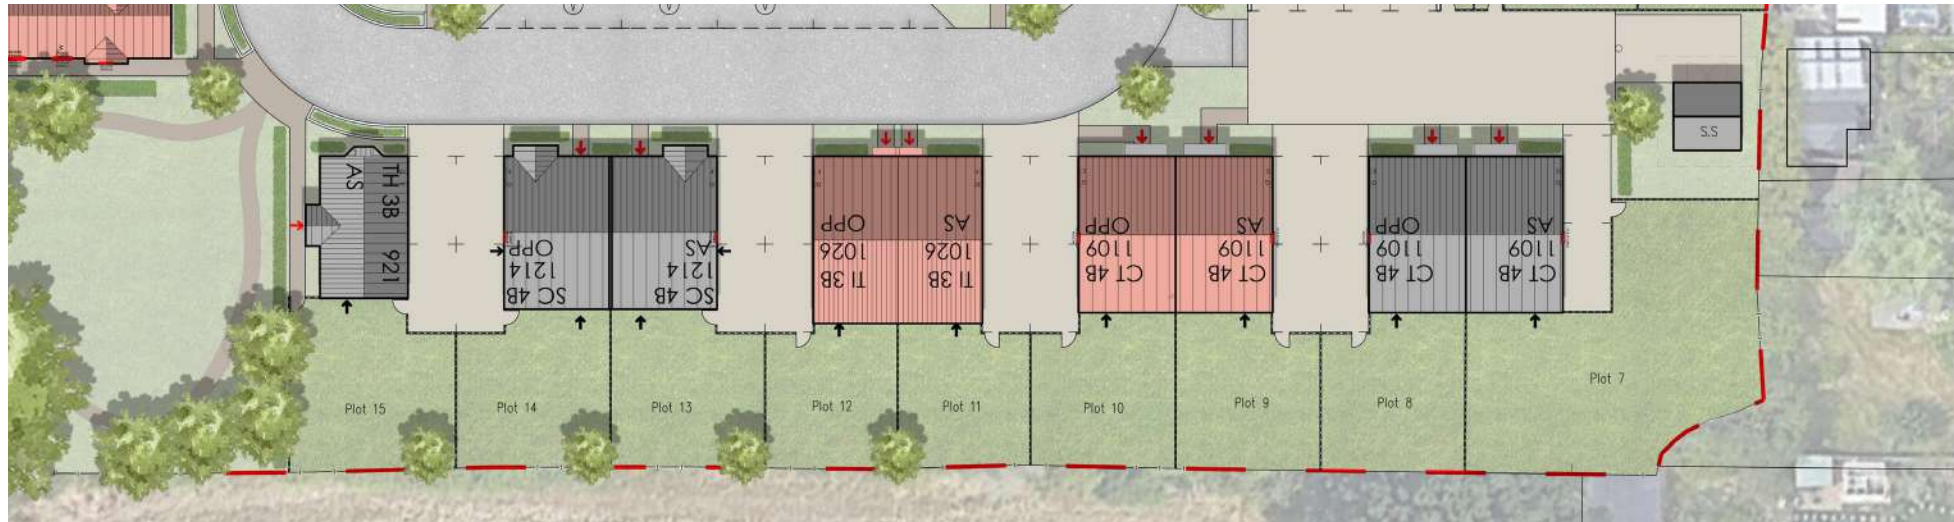 V
V
V
S.S
TH 3B 921
AS
SC 4B
1214
OPP
SC 4B
1214
AS
TI 3B
1026
OPP
TI 3B
1026
AS
CT 4B
1109
OPP
CT 4B
1109
AS
CT 4B
1109
OPP
CT 4B
1109
AS
Plot 15
Plot 14
Plot 13
Plot 12
Plot 11
Plot 10
Plot 9
Plot 8
Plot 7